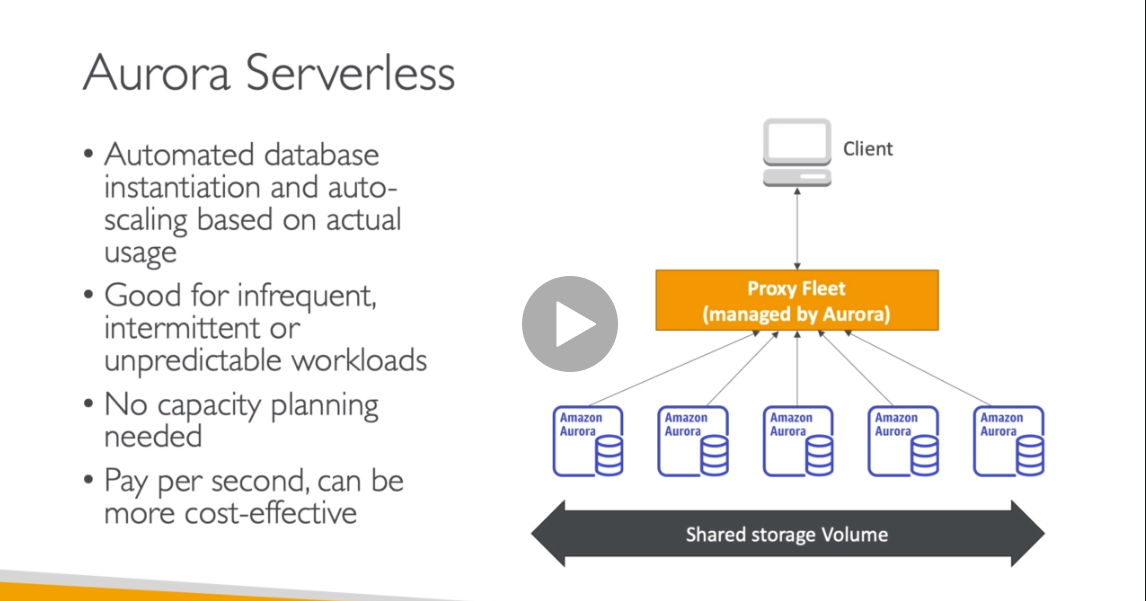 Aurora Serverless
• Automated database
instantiation and auto-
scaling based on actual
usage
• Good for infrequent,
intermittent or
unpredictable workloads
• No capacity planning
needed
• Pay per second, can be
more cost-effective
Client
Proxy Fleet
(managed by Aurora)
Amazon
Aurora
Amazon
Aurora
Amazon
Aurora
Amazon
Aurora
Amazon
Aurora
Shared storage Volume